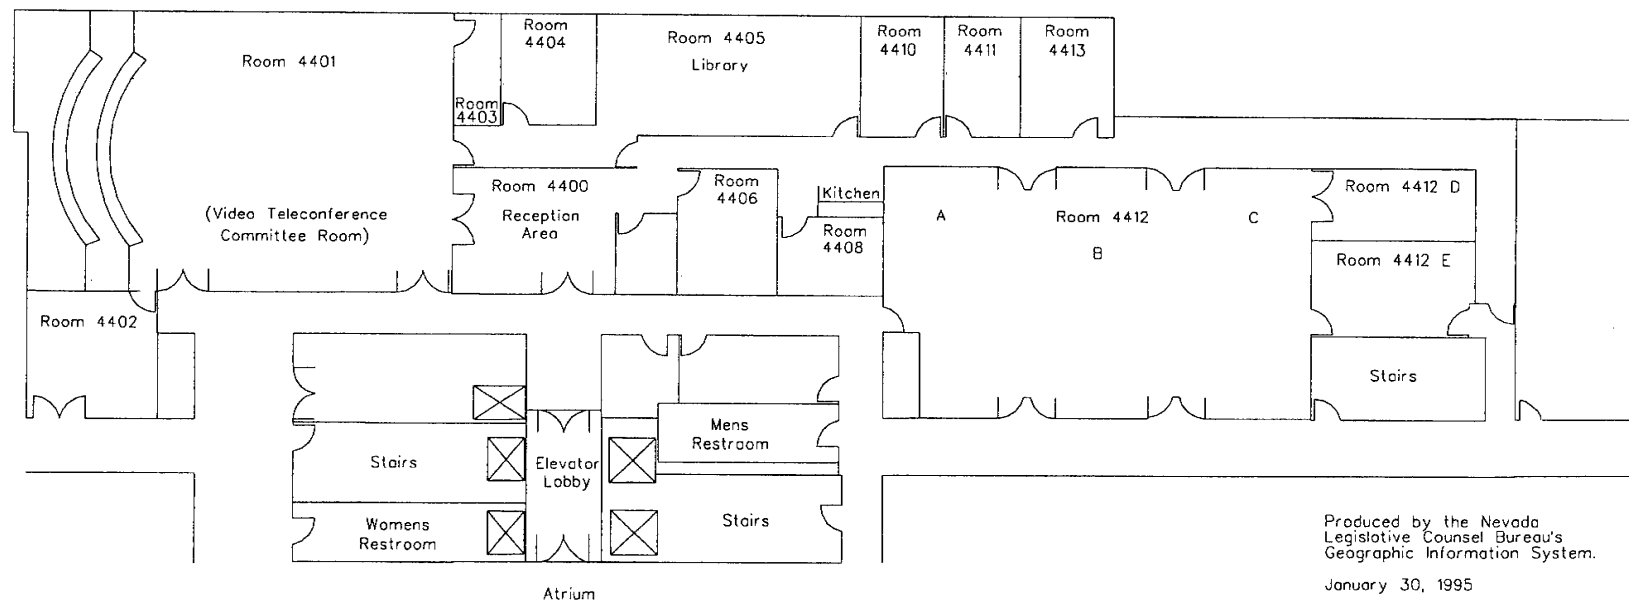 Room 4401
(Video Teleconference
Committee Room)
Room 4402
Room
4403
Room
4404
Room 4405
Library
Room
4410
Room
4411
Room
4413
Room 4400
Reception
Area
Room
4406
Kitchen
Room
4408
A
Room 4412
B
C
Room 4412 D
Room 4412 E
Stairs
Mens
Restroom
Stairs
Elevator
Lobby
Womens
Restroom
Stairs
Atrium
Produced by the Nevada
Legislative Counsel Bureau's
Geographic Information System.
January 30, 1995